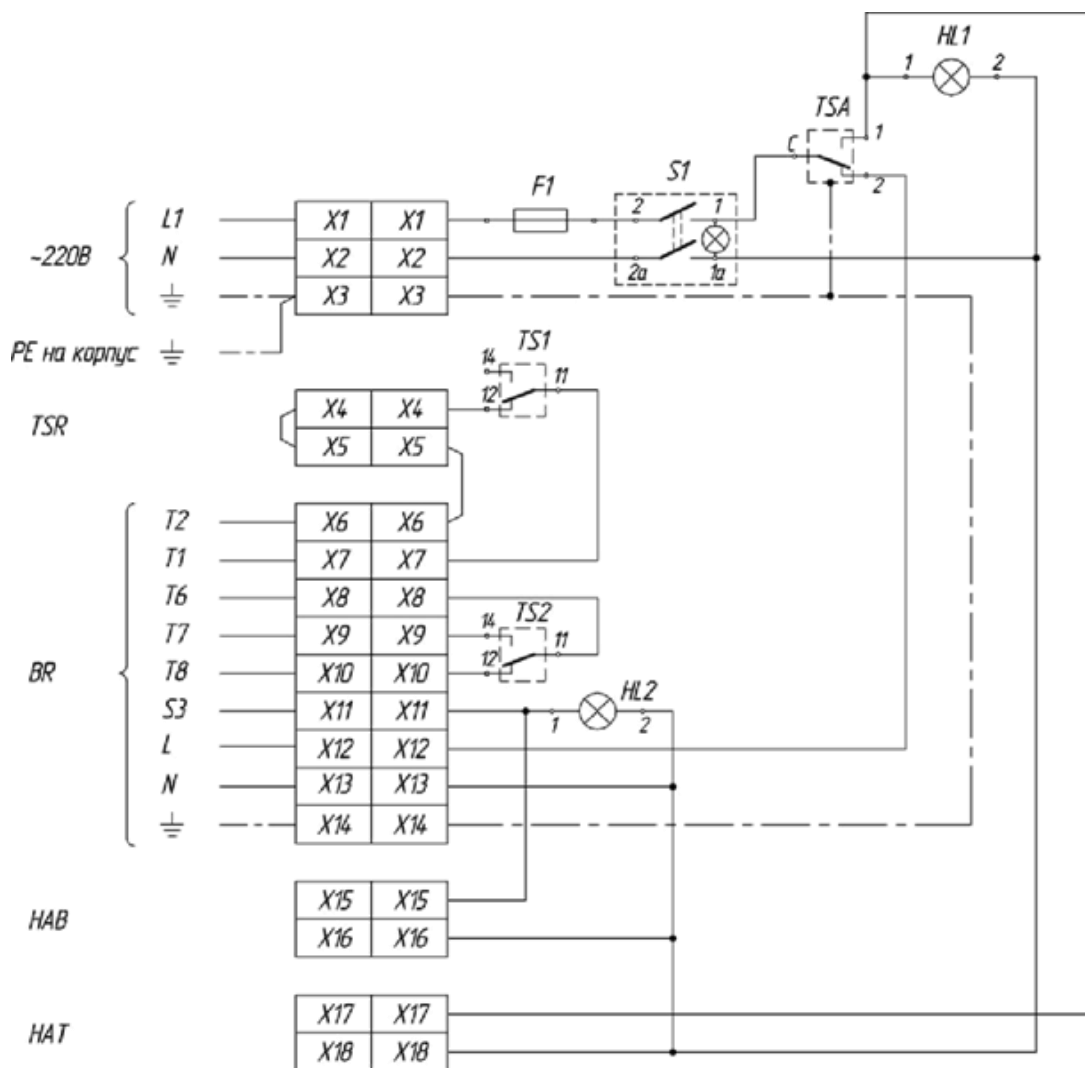 HL1
1 2
TSA
1
C
2
S1
F1
L1 X1 X1 2 1
~220В N X2 X2 2а 1а
X3 X3
PE на корпус
TS1
14
11
12
TSR X4 X4
X5 X5
T2 X6 X6
T1 X7 X7
T6 X8 X8
TS2
T7 X9 X9 14
11
BR T8 X10 X10 12
HL2
S3 X11 X11 1 2
L X12 X12
N X13 X13
X14 X14
HAB X15 X15
X16 X16
HAT X17 X17
X18 X18